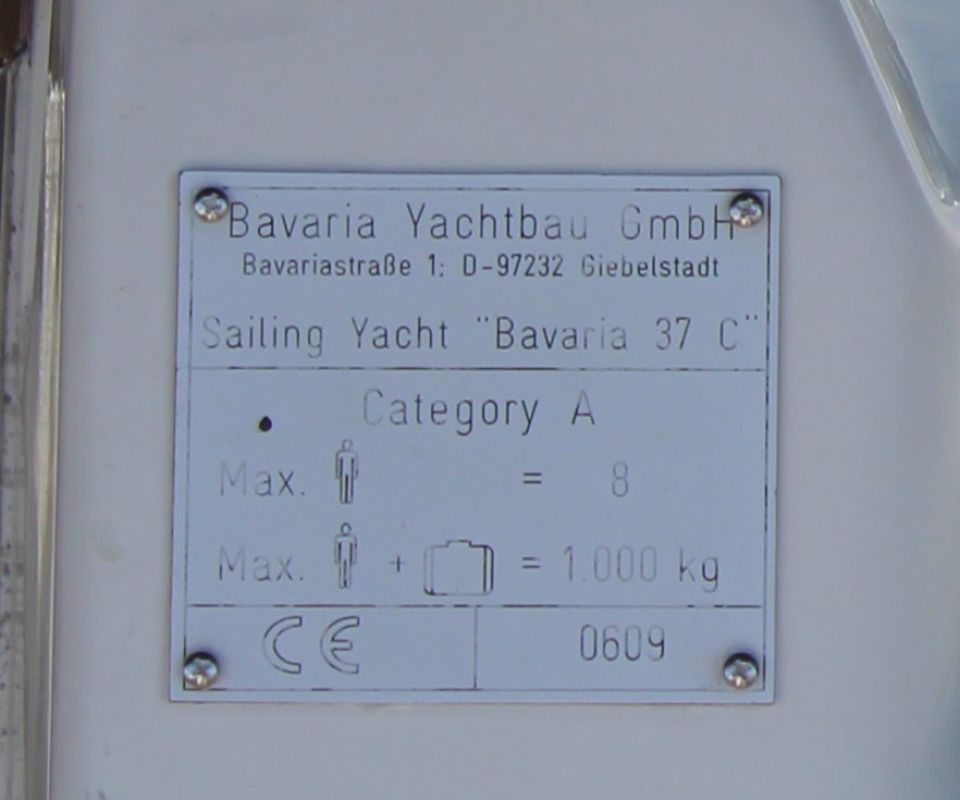 Bavaria Yachtbau GmbH
Bavariastraße 1; D-97232 Giebelstadt
Sailing Yacht "Bavaria 37 C"
Category A
Max. = 8
Max. + = 1.000 kg
CE 0609